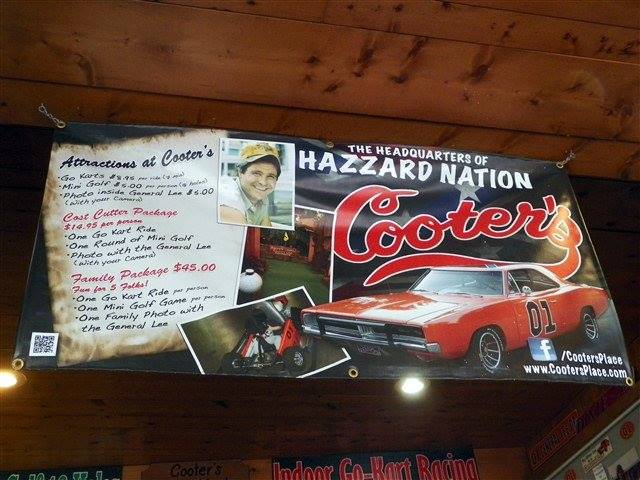 Attractions at Cooter's
·Go Karts $8.95 per ride
·Mini Golf $5.00 per person (9 holes)
·Photo inside General Lee $5.00
(With your Camera)
Cost Cutter Package
$14.95 per person
·One Go Kart Ride
·One Round of Mini Golf
·Photo with the General Lee
(With your Camera)
Family Package $45.00
Fun for 5 Folks!
·One Go Kart Ride per person
·One Mini Golf Game per person
·One Family Photo with
the General Lee
THE HEADQUARTERS OF
HAZZARD NATION
Cooter's
01
f /CootersPlace
www.CootersPlace.com
Cooter's
Indoor Go-Kart Racing